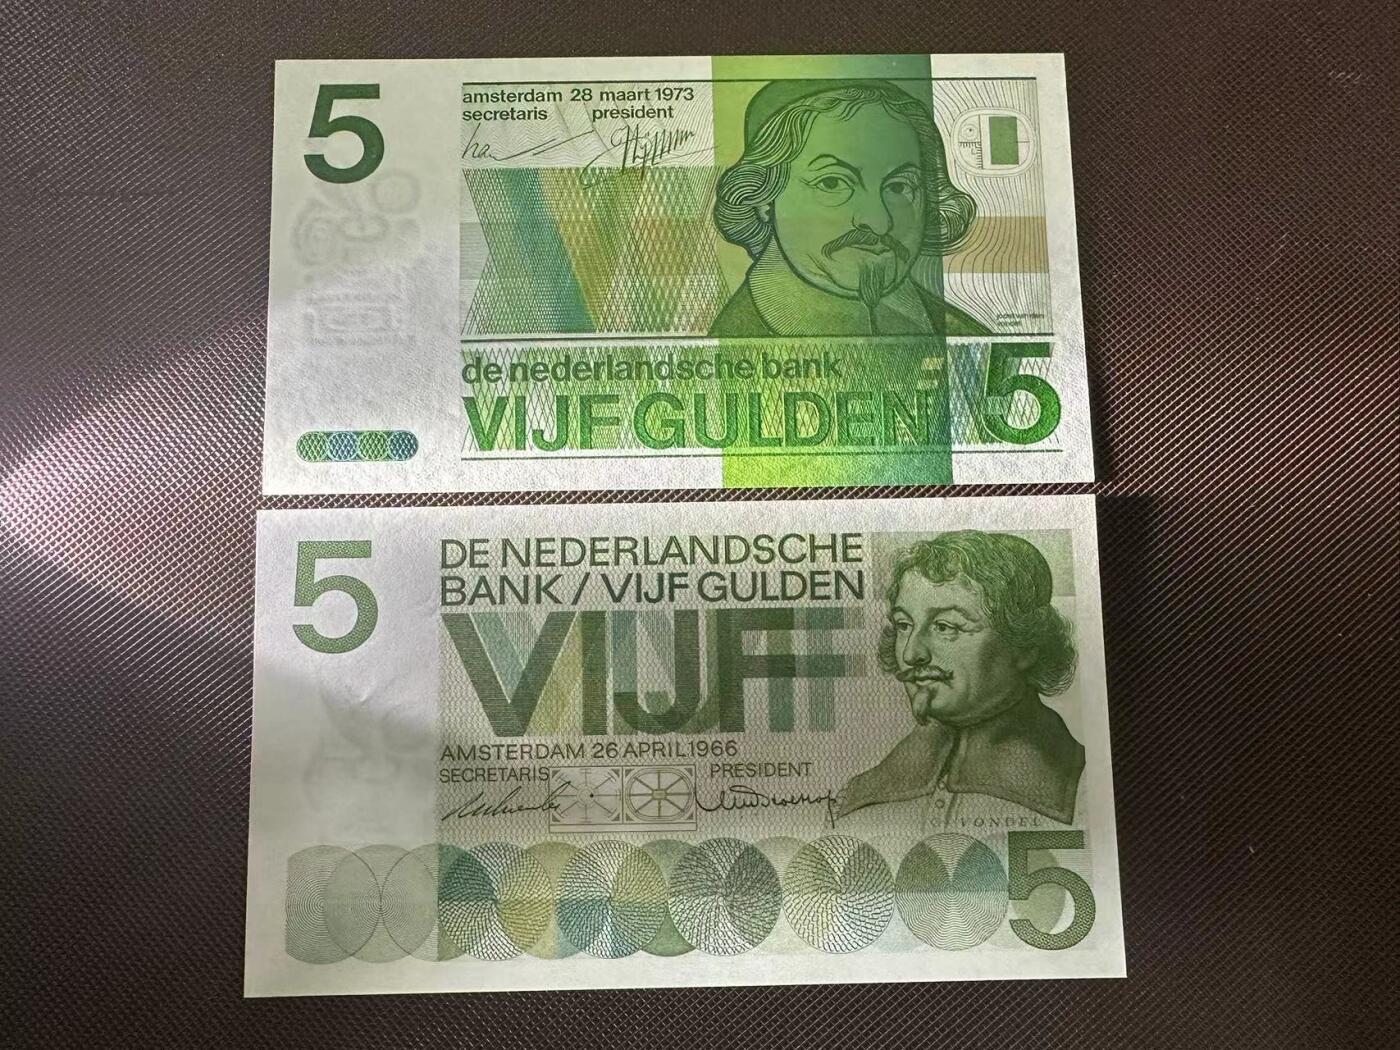 5
amsterdam 28 maart 1973
secretaris president
de nederlandsche bank
VIJF GULDEN
5
5
DE NEDERLANDSCHE
BANK / VIJF GULDEN
VIJF
AMSTERDAM 26 APRIL 1966
SECRETARIS PRESIDENT
VONDEL
5